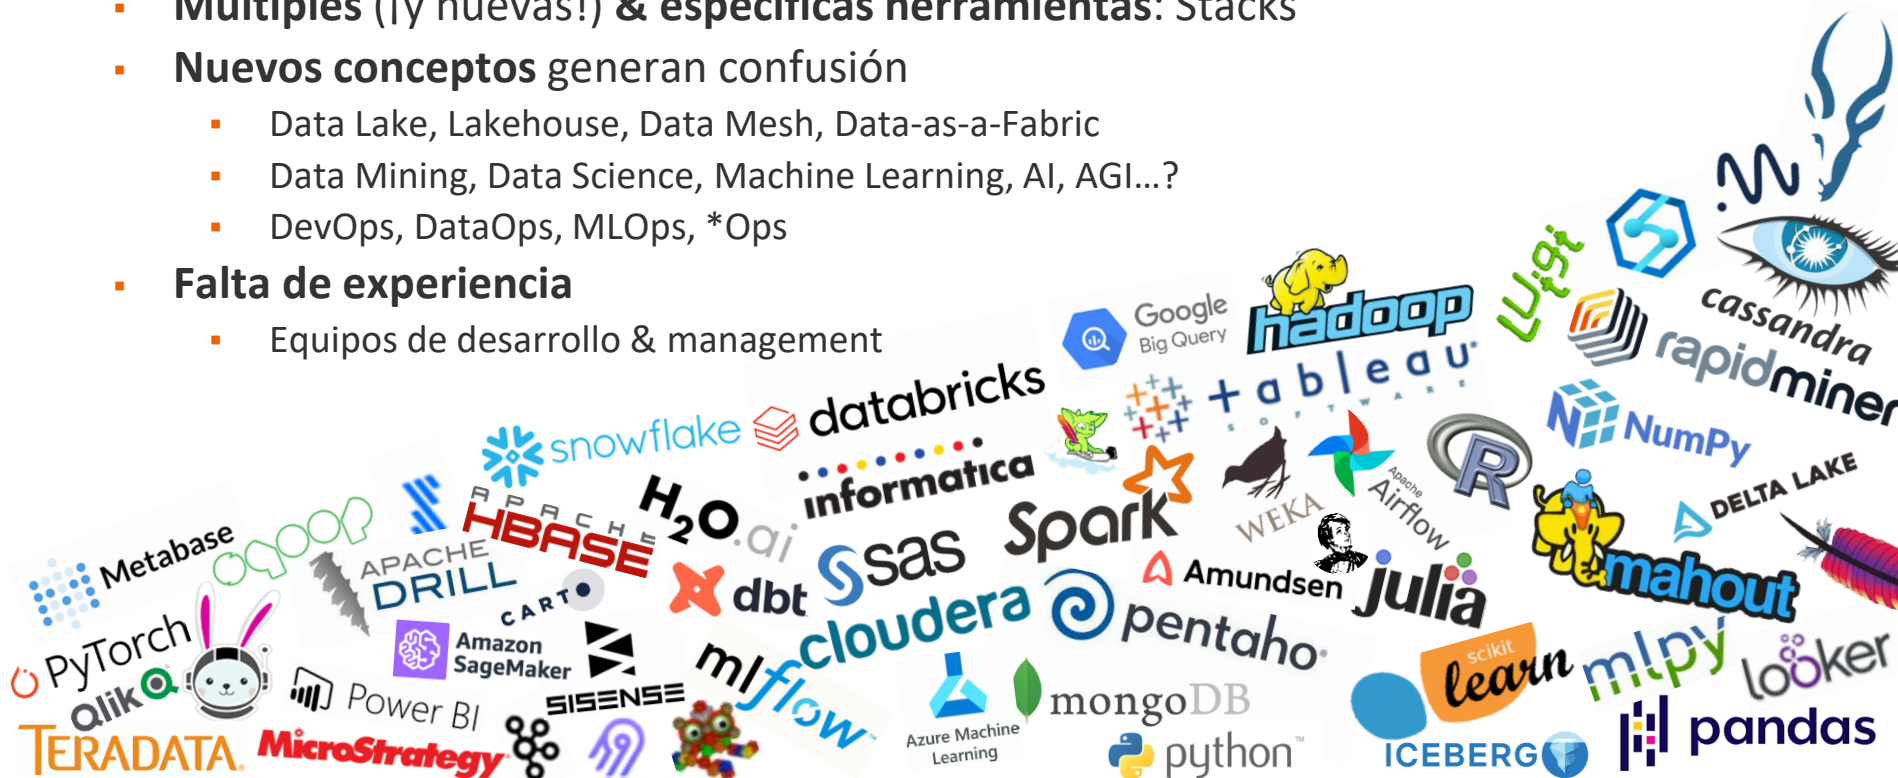 Múltiples (¡y nuevas!) & específicas herramientas: Stacks
Nuevos conceptos generan confusión
Data Lake, Lakehouse, Data Mesh, Data-as-a-Fabric
Data Mining, Data Science, Machine Learning, AI, AGI…?
DevOps, DataOps, MLOps, *Ops
Falta de experiencia
Equipos de desarrollo & management
Google
Big Query
hadoop
Luigi
cassandra
rapidminer
tableau
SOFTWARE
databricks
snowflake
informatica
NumPy
R
DELTA LAKE
Apache
Airflow
WEKA
Spark
H2O.ai
APACHE
HBASE
sqoop
Metabase
APACHE
DRILL
CARTO
dbt
sas
Amundsen
julia
mahout
cloudera
pentaho
PyTorch
Qlik
Amazon
SageMaker
Power BI
SISENSE
mlflow
Azure Machine
Learning
mongoDB
scikit
learn
mlpy
looker
TERADATA.
MicroStrategy
python™
ICEBERG
pandas